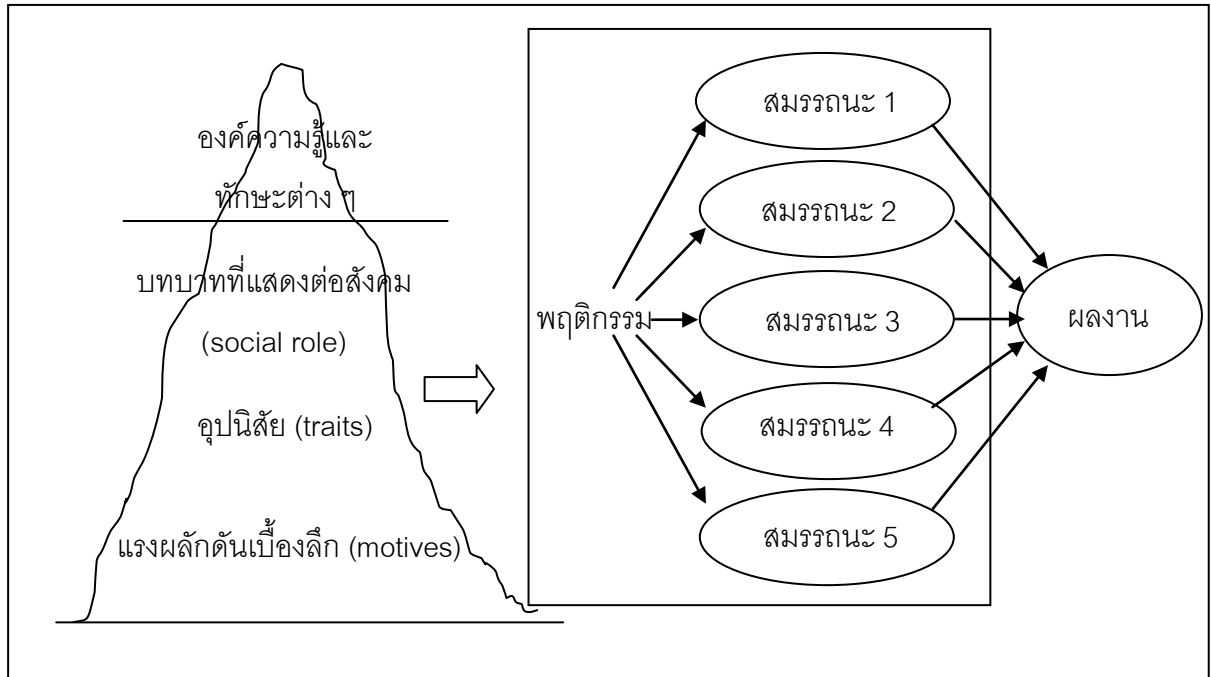 องค์ความรู้และ
ทักษะต่าง ๆ
บทบาทที่แสดงต่อสังคม
(social role)
อุปนิสัย (traits)
แรงผลักดันเบื้องลึก (motives)
พฤติกรรม
สมรรถนะ 1
สมรรถนะ 2
สมรรถนะ 3
สมรรถนะ 4
สมรรถนะ 5
ผลงาน